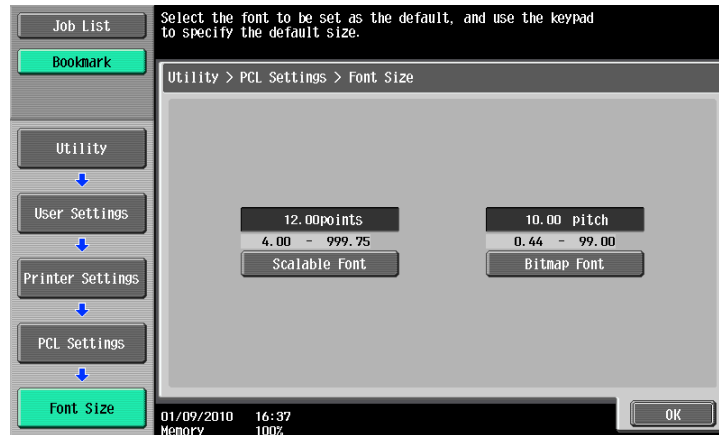 Job List
Bookmark
Select the font to be set as the default, and use the keypad
to specify the default size.
Utility > PCL Settings > Font Size
Utility
User Settings
Printer Settings
PCL Settings
Font Size
12.00points
4.00 - 999.75
Scalable Font
10.00 pitch
0.44 - 99.00
Bitmap Font
01/09/2010 16:37
Memory 100%
OK